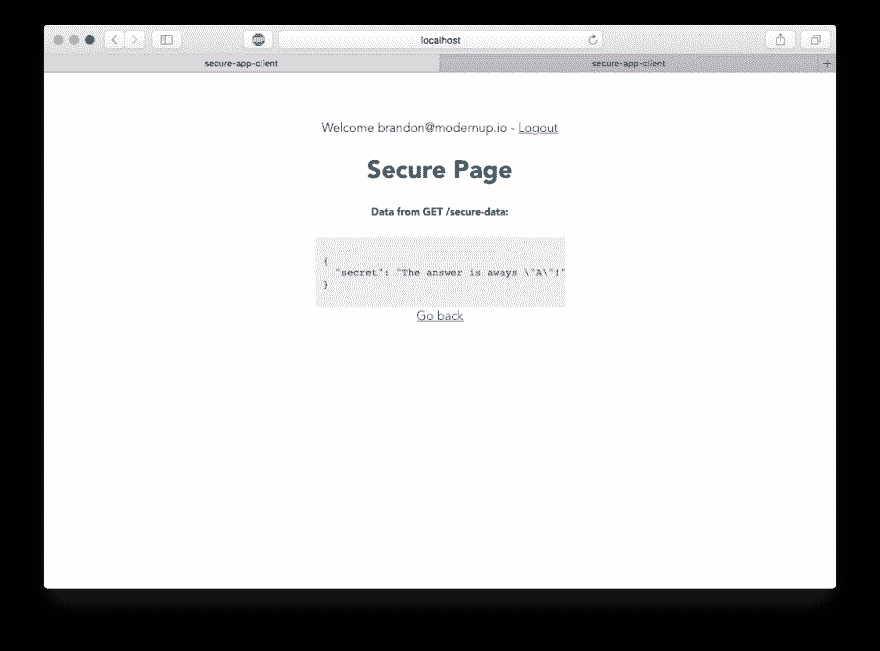 localhost
secure-app-client
secure-app-client
Welcome brandon@modernup.io - Logout
Secure Page
Data from GET /secure-data:
{
"secret": "The answer is aways \"A\"!"
}
Go back